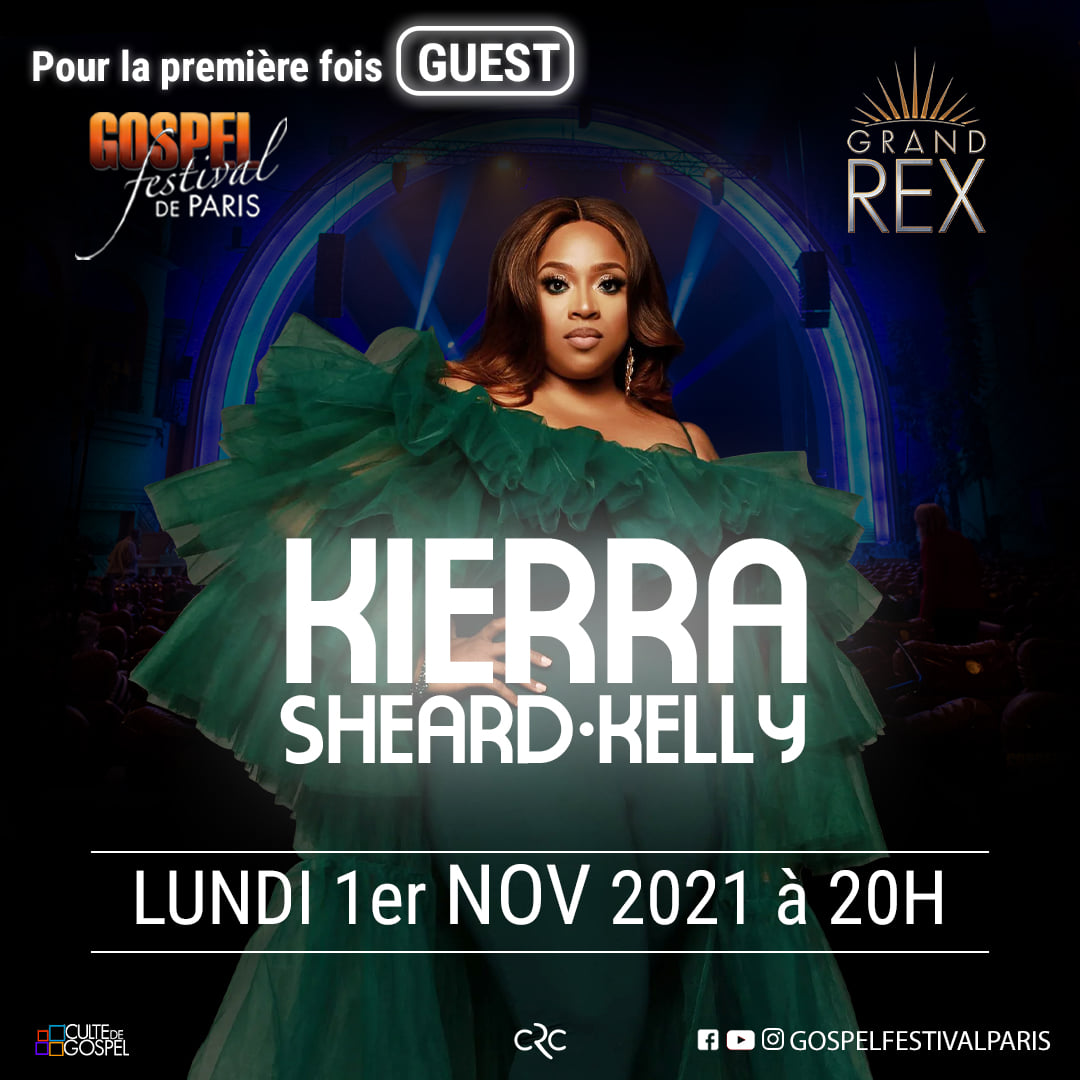 Pour la première fois GUEST
GOSPEL
festival
DE PARIS
GRAND
REX
KIERRA
SHEARD·KELLY
LUNDI 1er NOV 2021 à 20H
CULTE DE
GOSPEL
CRC
GOSPELFESTIVALPARIS